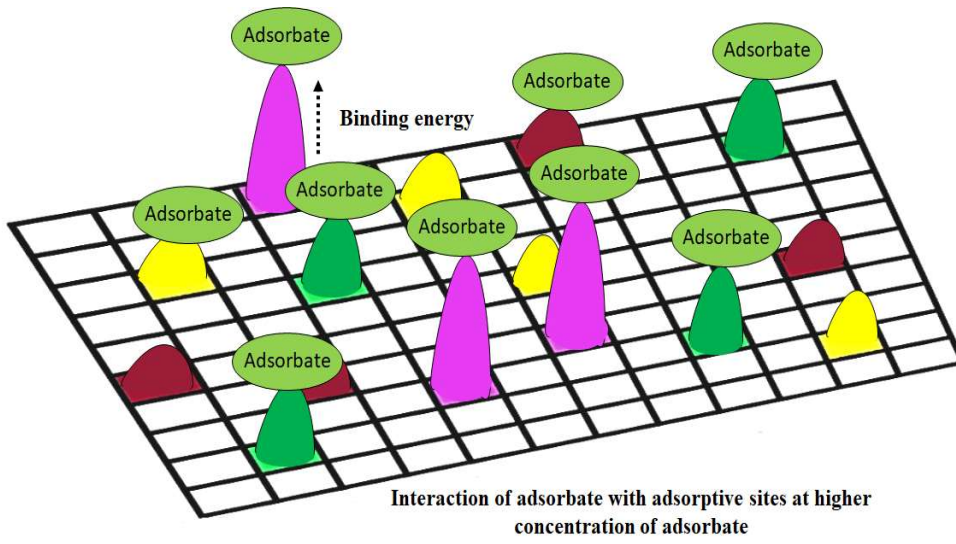 Adsorbate
Adsorbate
Adsorbate
Binding energy
Adsorbate
Adsorbate
Adsorbate
Adsorbate
Adsorbate
Adsorbate
Interaction of adsorbate with adsorptive sites at higher
concentration of adsorbate